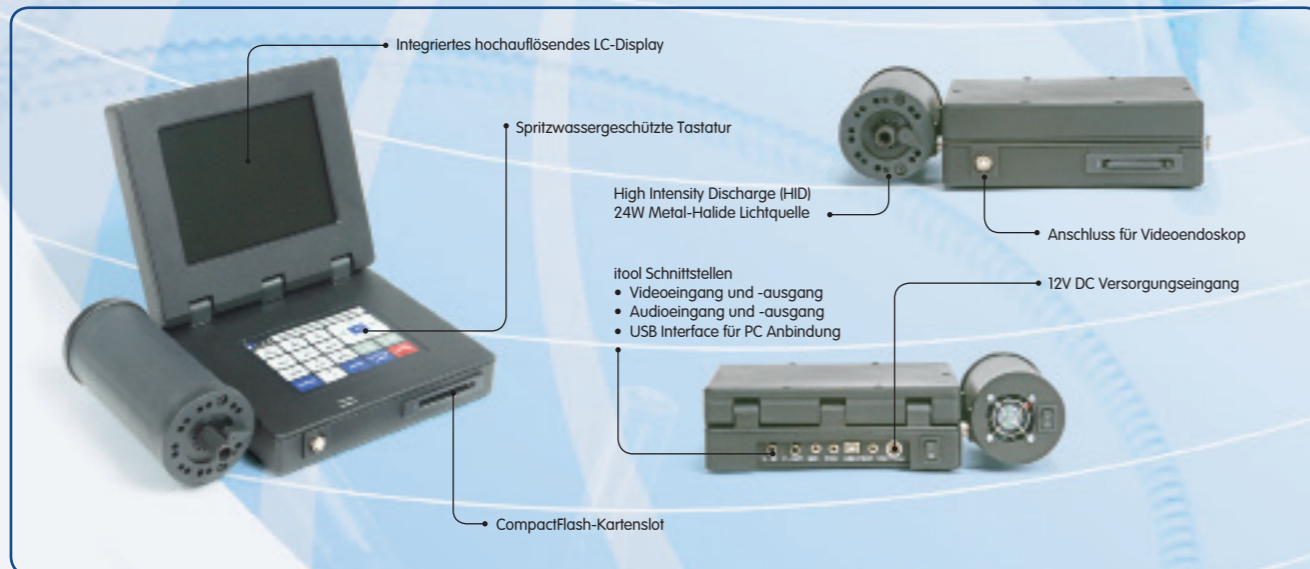 Integriertes hochauflösendes LC-Display
Spritzwassergeschützte Tastatur
High Intensity Discharge (HID)
24W Metal-Halide Lichtquelle
Anschluss für Videoendoskop
itool Schnittstellen
• Videoeingang und -ausgang
• Audioeingang und -ausgang
• USB Interface für PC Anbindung
12V DC Versorgungseingang
CompactFlash-Kartenslot